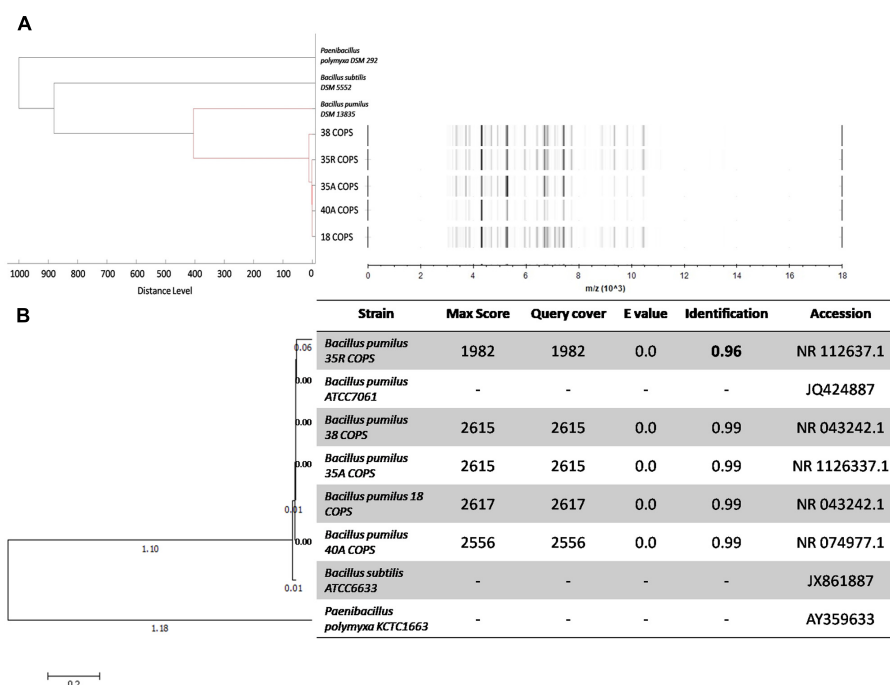 A
Paenibacillus
polymyxa DSM 292
Bacillus subtilis
DSM 5552
Bacillus pumilus
DSM 13835
38 COPS
35R COPS
35A COPS
40A COPS
18 COPS
1000 900 800 700 600 500 400 300 200 100 0
Distance Level
0 2 4 6 8 10 12 14 16 18
m/z (10^3)
B
Strain Max Score Query cover E value Identification Accession
0.06
Bacillus pumilus
35R COPS
1982 1982 0.0 0.96 NR 112637.1
0.00
Bacillus pumilus
ATCC7061
- - - - JQ424887
0.00
Bacillus pumilus
38 COPS
2615 2615 0.0 0.99 NR 043242.1
0.00
Bacillus pumilus
35A COPS
2615 2615 0.0 0.99 NR 1126337.1
0.01
Bacillus pumilus 18
COPS
2617 2617 0.0 0.99 NR 043242.1
0.00
1.10
Bacillus pumilus
40A COPS
2556 2556 0.0 0.99 NR 074977.1
0.01
Bacillus subtilis
ATCC6633
- - - - JX861887
1.18
Paenibacillus
polymyxa KCTC1663
- - - - AY359633
0.2